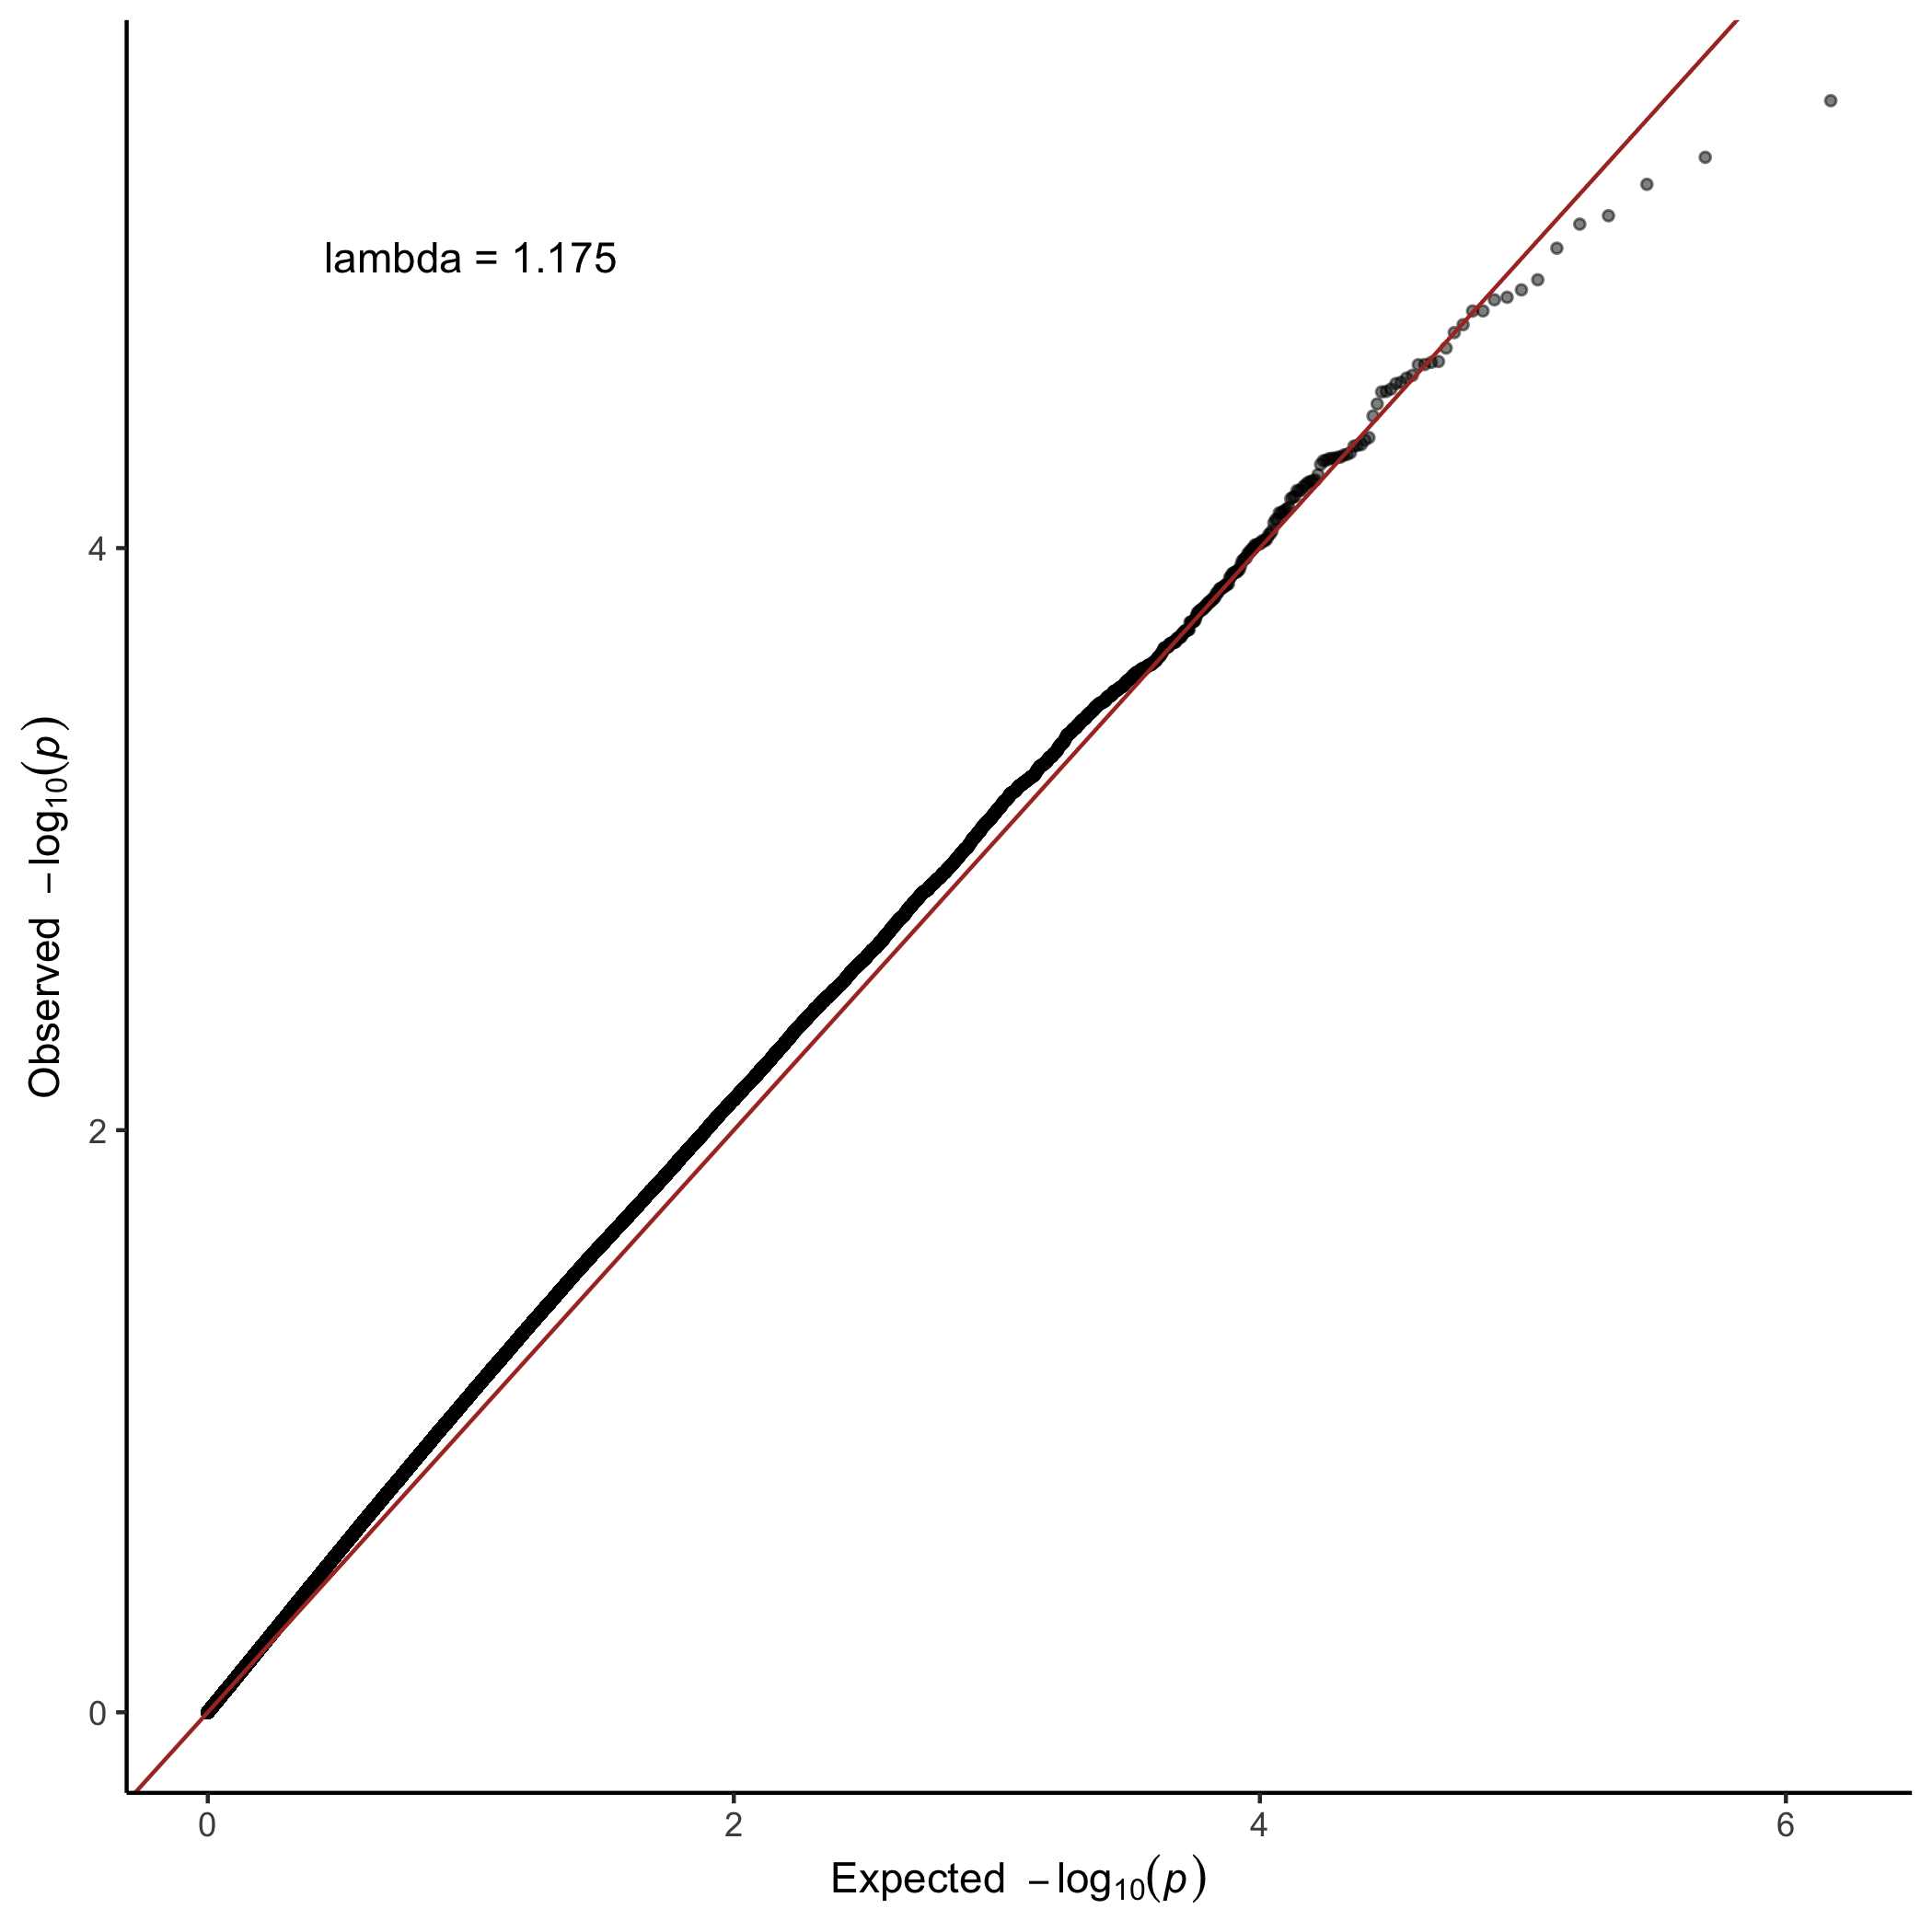 lambda = 1.175
Observed −log₁₀(p)
4
2
0
0 2 4 6
Expected −log₁₀(p)